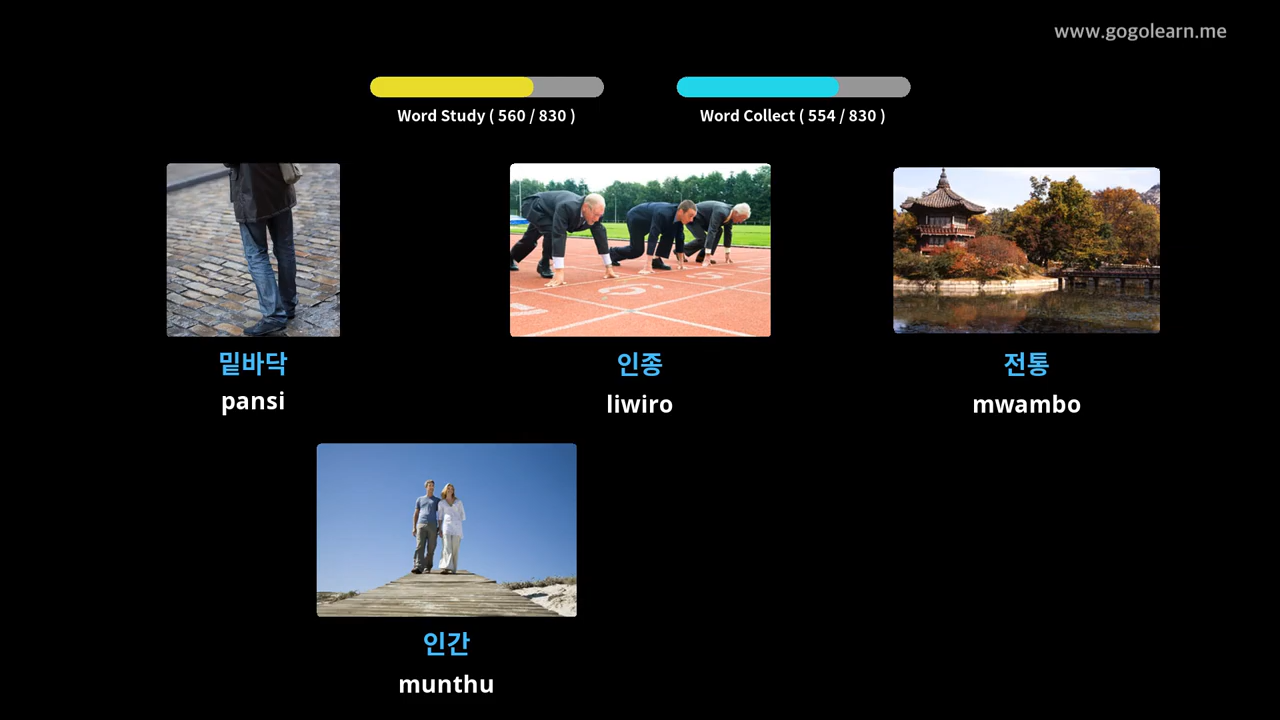 www.gogolearn.me
Word Study ( 560 / 830 )
Word Collect ( 554 / 830 )
밑바닥
pansi
인종
liwiro
전통
mwambo
인간
munthu